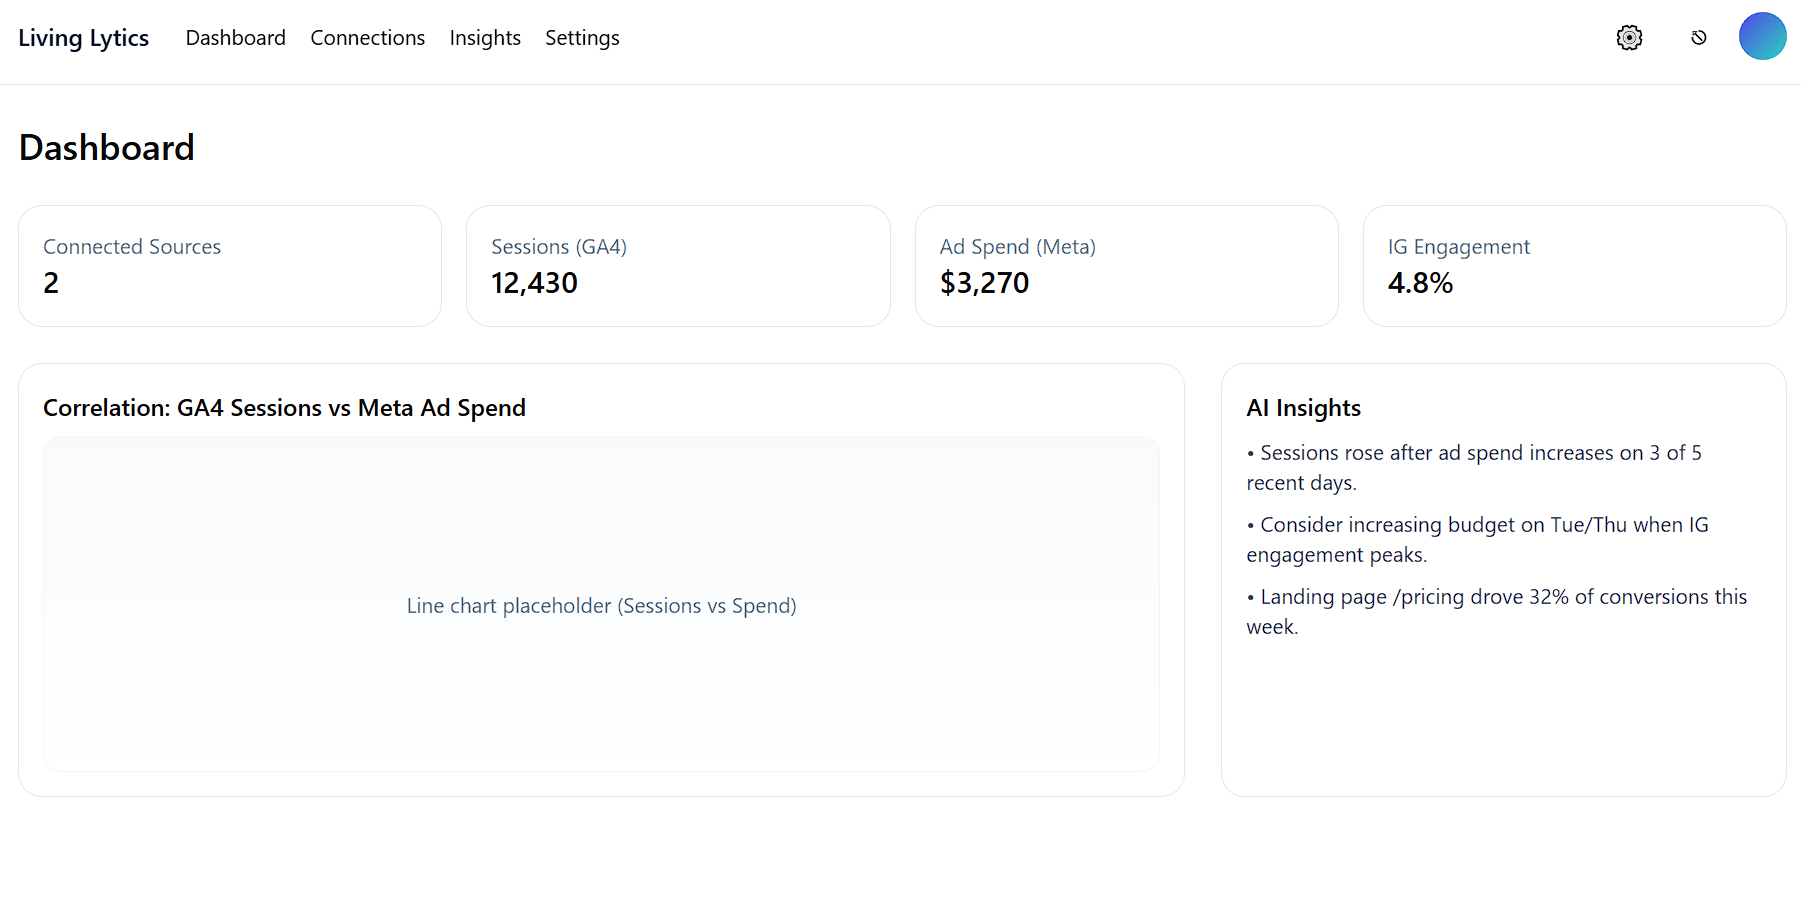 Living Lytics Dashboard Connections Insights Settings
Dashboard
Connected Sources
2
Sessions (GA4)
12,430
Ad Spend (Meta)
$3,270
IG Engagement
4.8%
Correlation: GA4 Sessions vs Meta Ad Spend
Line chart placeholder (Sessions vs Spend)
AI Insights
• Sessions rose after ad spend increases on 3 of 5
recent days.
• Consider increasing budget on Tue/Thu when IG
engagement peaks.
• Landing page /pricing drove 32% of conversions this
week.